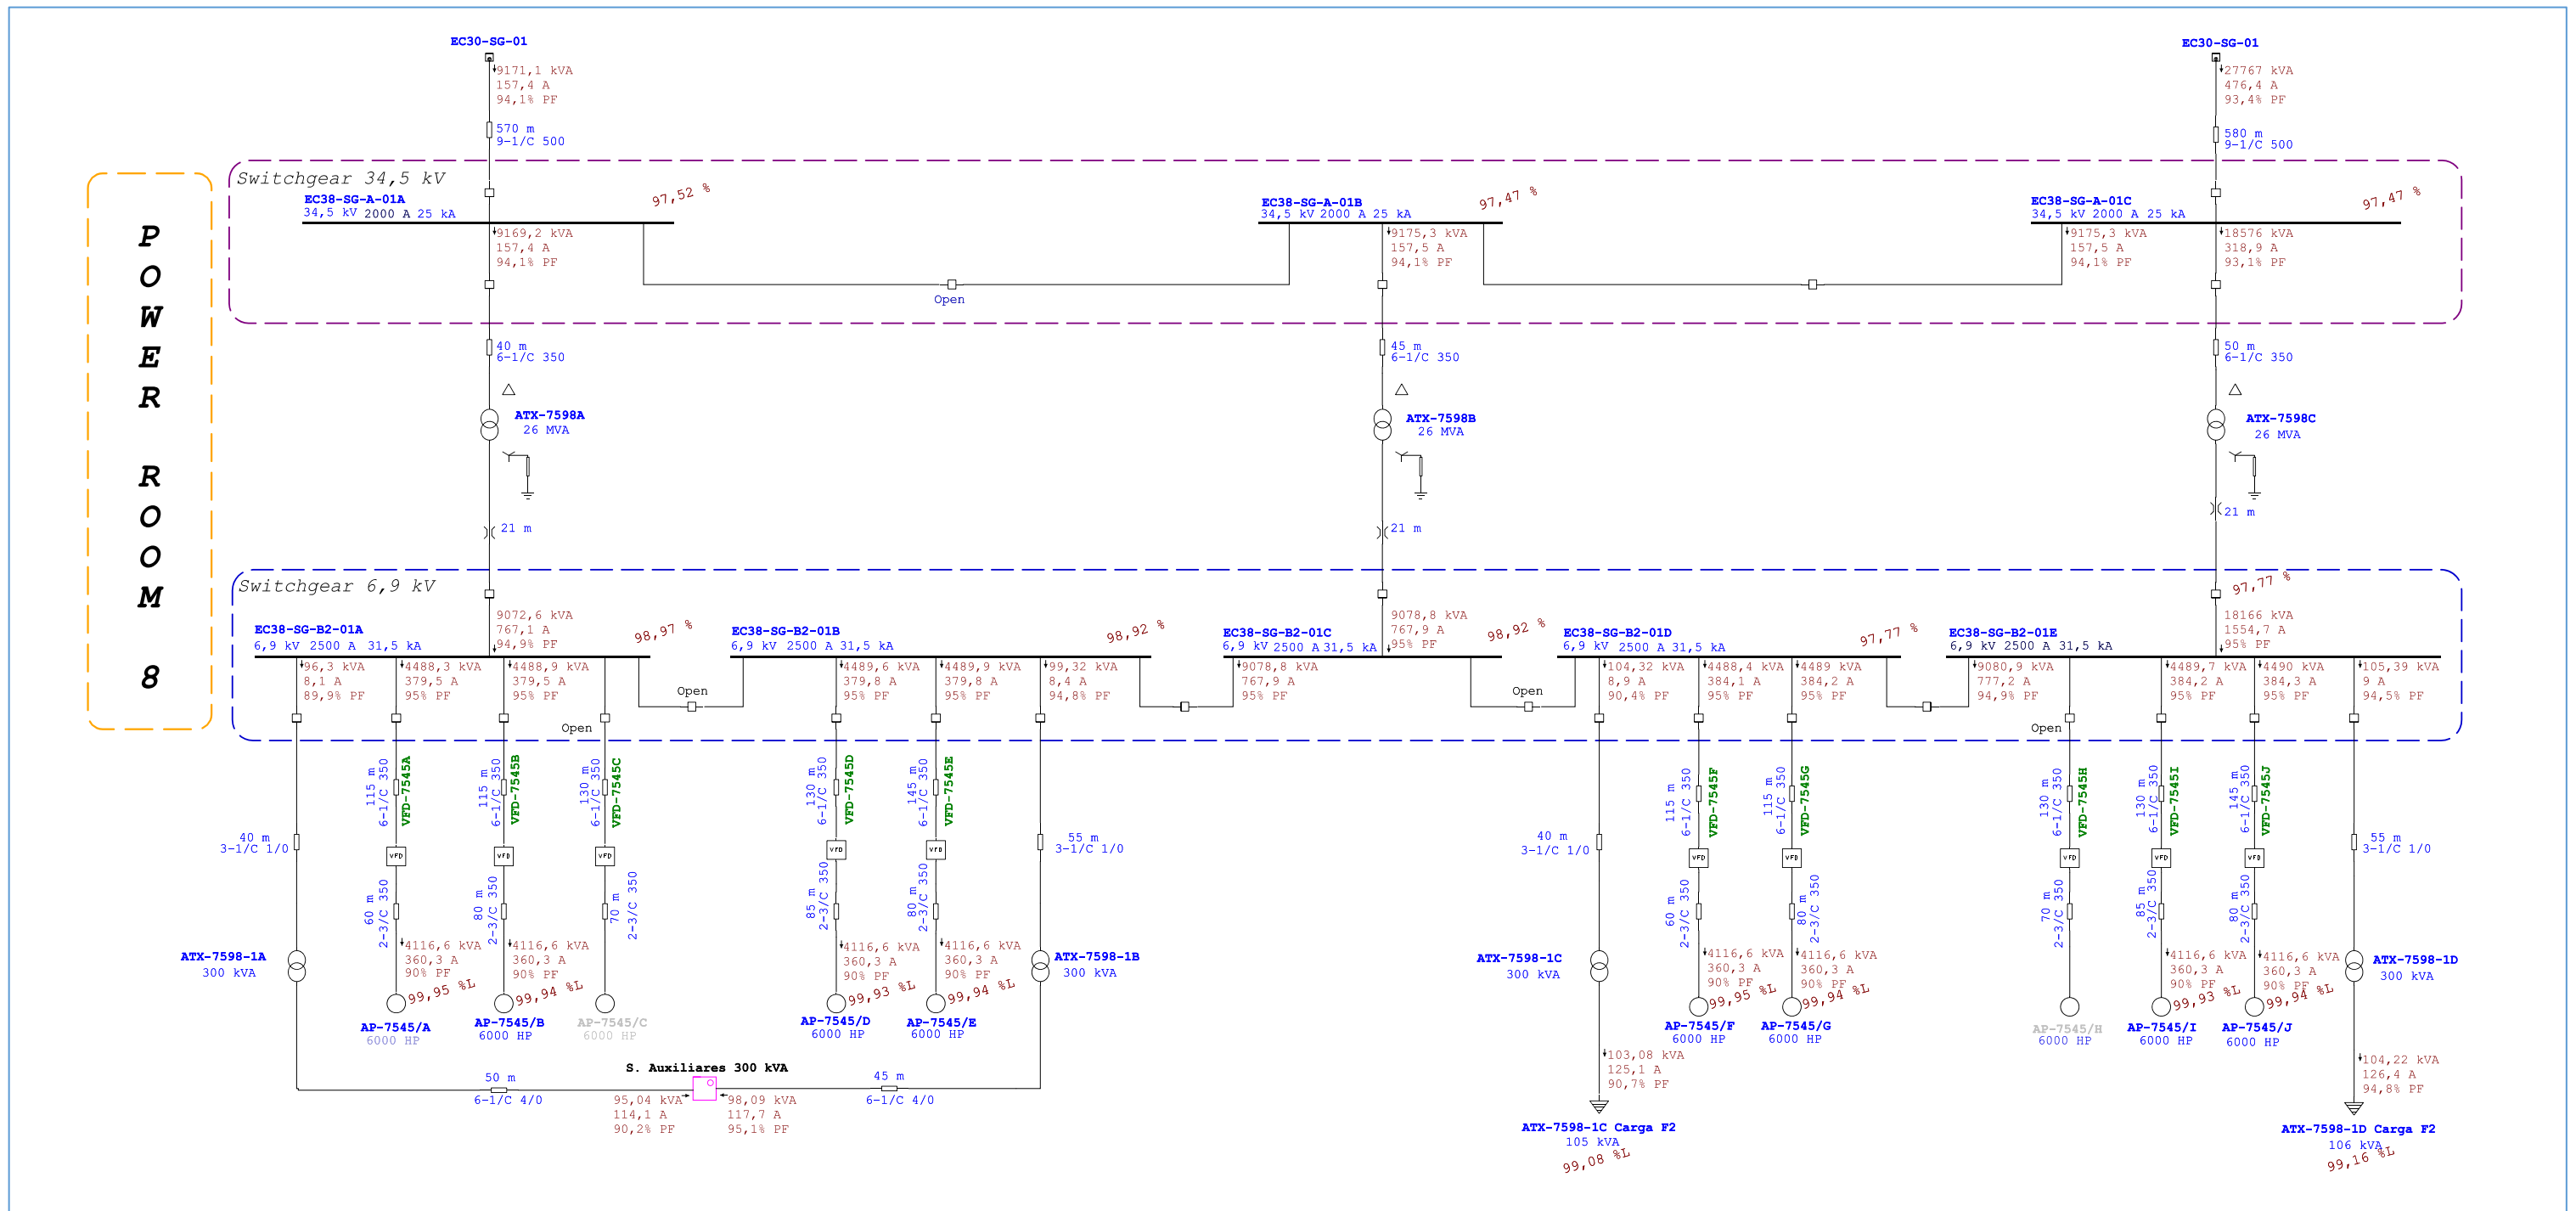 EC30-SG-01
9171,1 kVA
157,4 A
94,1% PF
570 m
9-1/C 500
EC30-SG-01
27767 kVA
476,4 A
93,4% PF
580 m
9-1/C 500
POWER ROOM 8
Switchgear 34,5 kV
EC38-SG-A-01A
34,5 kV 2000 A 25 kA
97,52 %
9169,2 kVA
157,4 A
94,1% PF
Open
EC38-SG-A-01B
34,5 kV 2000 A 25 kA
97,47 %
9175,3 kVA
157,5 A
94,1% PF
EC38-SG-A-01C
34,5 kV 2000 A 25 kA
97,47 %
9175,3 kVA
157,5 A
94,1% PF
18576 kVA
318,9 A
93,1% PF
40 m
6-1/C 350
ATX-7598A
26 MVA
21 m
45 m
6-1/C 350
ATX-7598B
26 MVA
21 m
50 m
6-1/C 350
ATX-7598C
26 MVA
21 m
Switchgear 6,9 kV
EC38-SG-B2-01A
6,9 kV 2500 A 31,5 kA
9072,6 kVA
767,1 A
94,9% PF
98,97 %
96,3 kVA
8,1 A
89,9% PF
4488,3 kVA
379,5 A
95% PF
4488,9 kVA
379,5 A
95% PF
Open
Open
EC38-SG-B2-01B
6,9 kV 2500 A 31,5 kA
98,92 %
4489,6 kVA
379,8 A
95% PF
4489,9 kVA
379,8 A
95% PF
99,32 kVA
8,4 A
94,8% PF
EC38-SG-B2-01C
6,9 kV 2500 A 31,5 kA
9078,8 kVA
767,9 A
95% PF
98,92 %
9078,8 kVA
767,9 A
95% PF
Open
EC38-SG-B2-01D
6,9 kV 2500 A 31,5 kA
97,77 %
104,32 kVA
8,9 A
90,4% PF
4488,4 kVA
384,1 A
95% PF
4489 kVA
384,2 A
95% PF
EC38-SG-B2-01E
6,9 kV 2500 A 31,5 kA
97,77 %
18166 kVA
1554,7 A
95% PF
9080,9 kVA
777,2 A
94,9% PF
Open
4489,7 kVA
384,2 A
95% PF
4490 kVA
384,3 A
95% PF
105,39 kVA
9 A
94,5% PF
40 m
3-1/C 1/0
ATX-7598-1A
300 kVA
115 m
6-1/C 350
VFD-7545A
VFD
60 m
2-3/C 350
4116,6 kVA
360,3 A
90% PF
99,95 %L
AP-7545/A
6000 HP
115 m
6-1/C 350
VFD-7545B
VFD
80 m
2-3/C 350
4116,6 kVA
360,3 A
90% PF
99,94 %L
AP-7545/B
6000 HP
130 m
6-1/C 350
VFD-7545C
VFD
70 m
2-3/C 350
AP-7545/C
6000 HP
130 m
6-1/C 350
VFD-7545D
VFD
85 m
2-3/C 350
4116,6 kVA
360,3 A
90% PF
99,93 %L
AP-7545/D
6000 HP
145 m
6-1/C 350
VFD-7545E
VFD
80 m
2-3/C 350
4116,6 kVA
360,3 A
90% PF
99,94 %L
AP-7545/E
6000 HP
55 m
3-1/C 1/0
ATX-7598-1B
300 kVA
S. Auxiliares 300 kVA
50 m
6-1/C 4/0
45 m
6-1/C 4/0
95,04 kVA
114,1 A
90,2% PF
98,09 kVA
117,7 A
95,1% PF
40 m
3-1/C 1/0
ATX-7598-1C
300 kVA
103,08 kVA
125,1 A
90,7% PF
ATX-7598-1C Carga F2
105 kVA
99,08 %L
115 m
6-1/C 350
VFD-7545F
VFD
60 m
2-3/C 350
4116,6 kVA
360,3 A
90% PF
99,95 %L
AP-7545/F
6000 HP
115 m
6-1/C 350
VFD-7545G
VFD
80 m
2-3/C 350
4116,6 kVA
360,3 A
90% PF
99,94 %L
AP-7545/G
6000 HP
130 m
6-1/C 350
VFD-7545H
VFD
70 m
2-3/C 350
AP-7545/H
6000 HP
130 m
6-1/C 350
VFD-7545I
VFD
85 m
2-3/C 350
4116,6 kVA
360,3 A
90% PF
99,93 %L
AP-7545/I
6000 HP
145 m
6-1/C 350
VFD-7545J
VFD
80 m
2-3/C 350
4116,6 kVA
360,3 A
90% PF
99,94 %L
AP-7545/J
6000 HP
55 m
3-1/C 1/0
ATX-7598-1D
300 kVA
104,22 kVA
126,4 A
94,8% PF
ATX-7598-1D Carga F2
106 kVA
99,16 %L